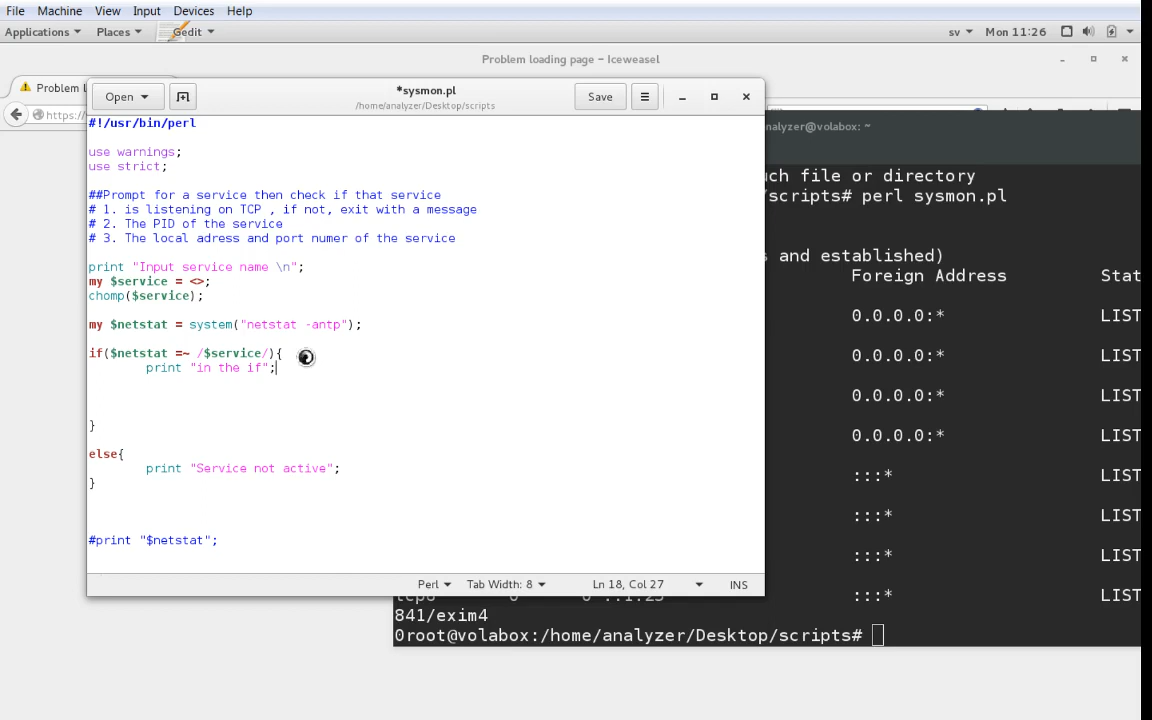 File Machine View Input Devices Help
Applications Places Gedit sv Mon 11:26
Problem loading page – Iceweasel
Problem l
https:/
Open *sysmon.pl Save
/home/analyzer/Desktop/scripts
#!/usr/bin/perl
use warnings;
use strict;
##Prompt for a service then check if that service
# 1. is listening on TCP , if not, exit with a message
# 2. The PID of the service
# 3. The local adress and port numer of the service
print "Input service name \n";
my $service = <>;
chomp($service);
my $netstat = system("netstat -antp");
if($netstat =~ /$service/){
print "in the if";
}
else{
print "Service not active";
}
#print "$netstat";
Perl Tab Width: 8 Ln 18, Col 27 INS
nalyzer@volabox: ~
uch file or directory
/scripts# perl sysmon.pl
s and established)
Foreign Address Stat
0.0.0.0:* LIST
0.0.0.0:* LIST
0.0.0.0:* LIST
0.0.0.0:* LIST
:::* LIST
:::* LIST
:::* LIST
:::* LIST
841/exim4
0root@volabox:/home/analyzer/Desktop/scripts#